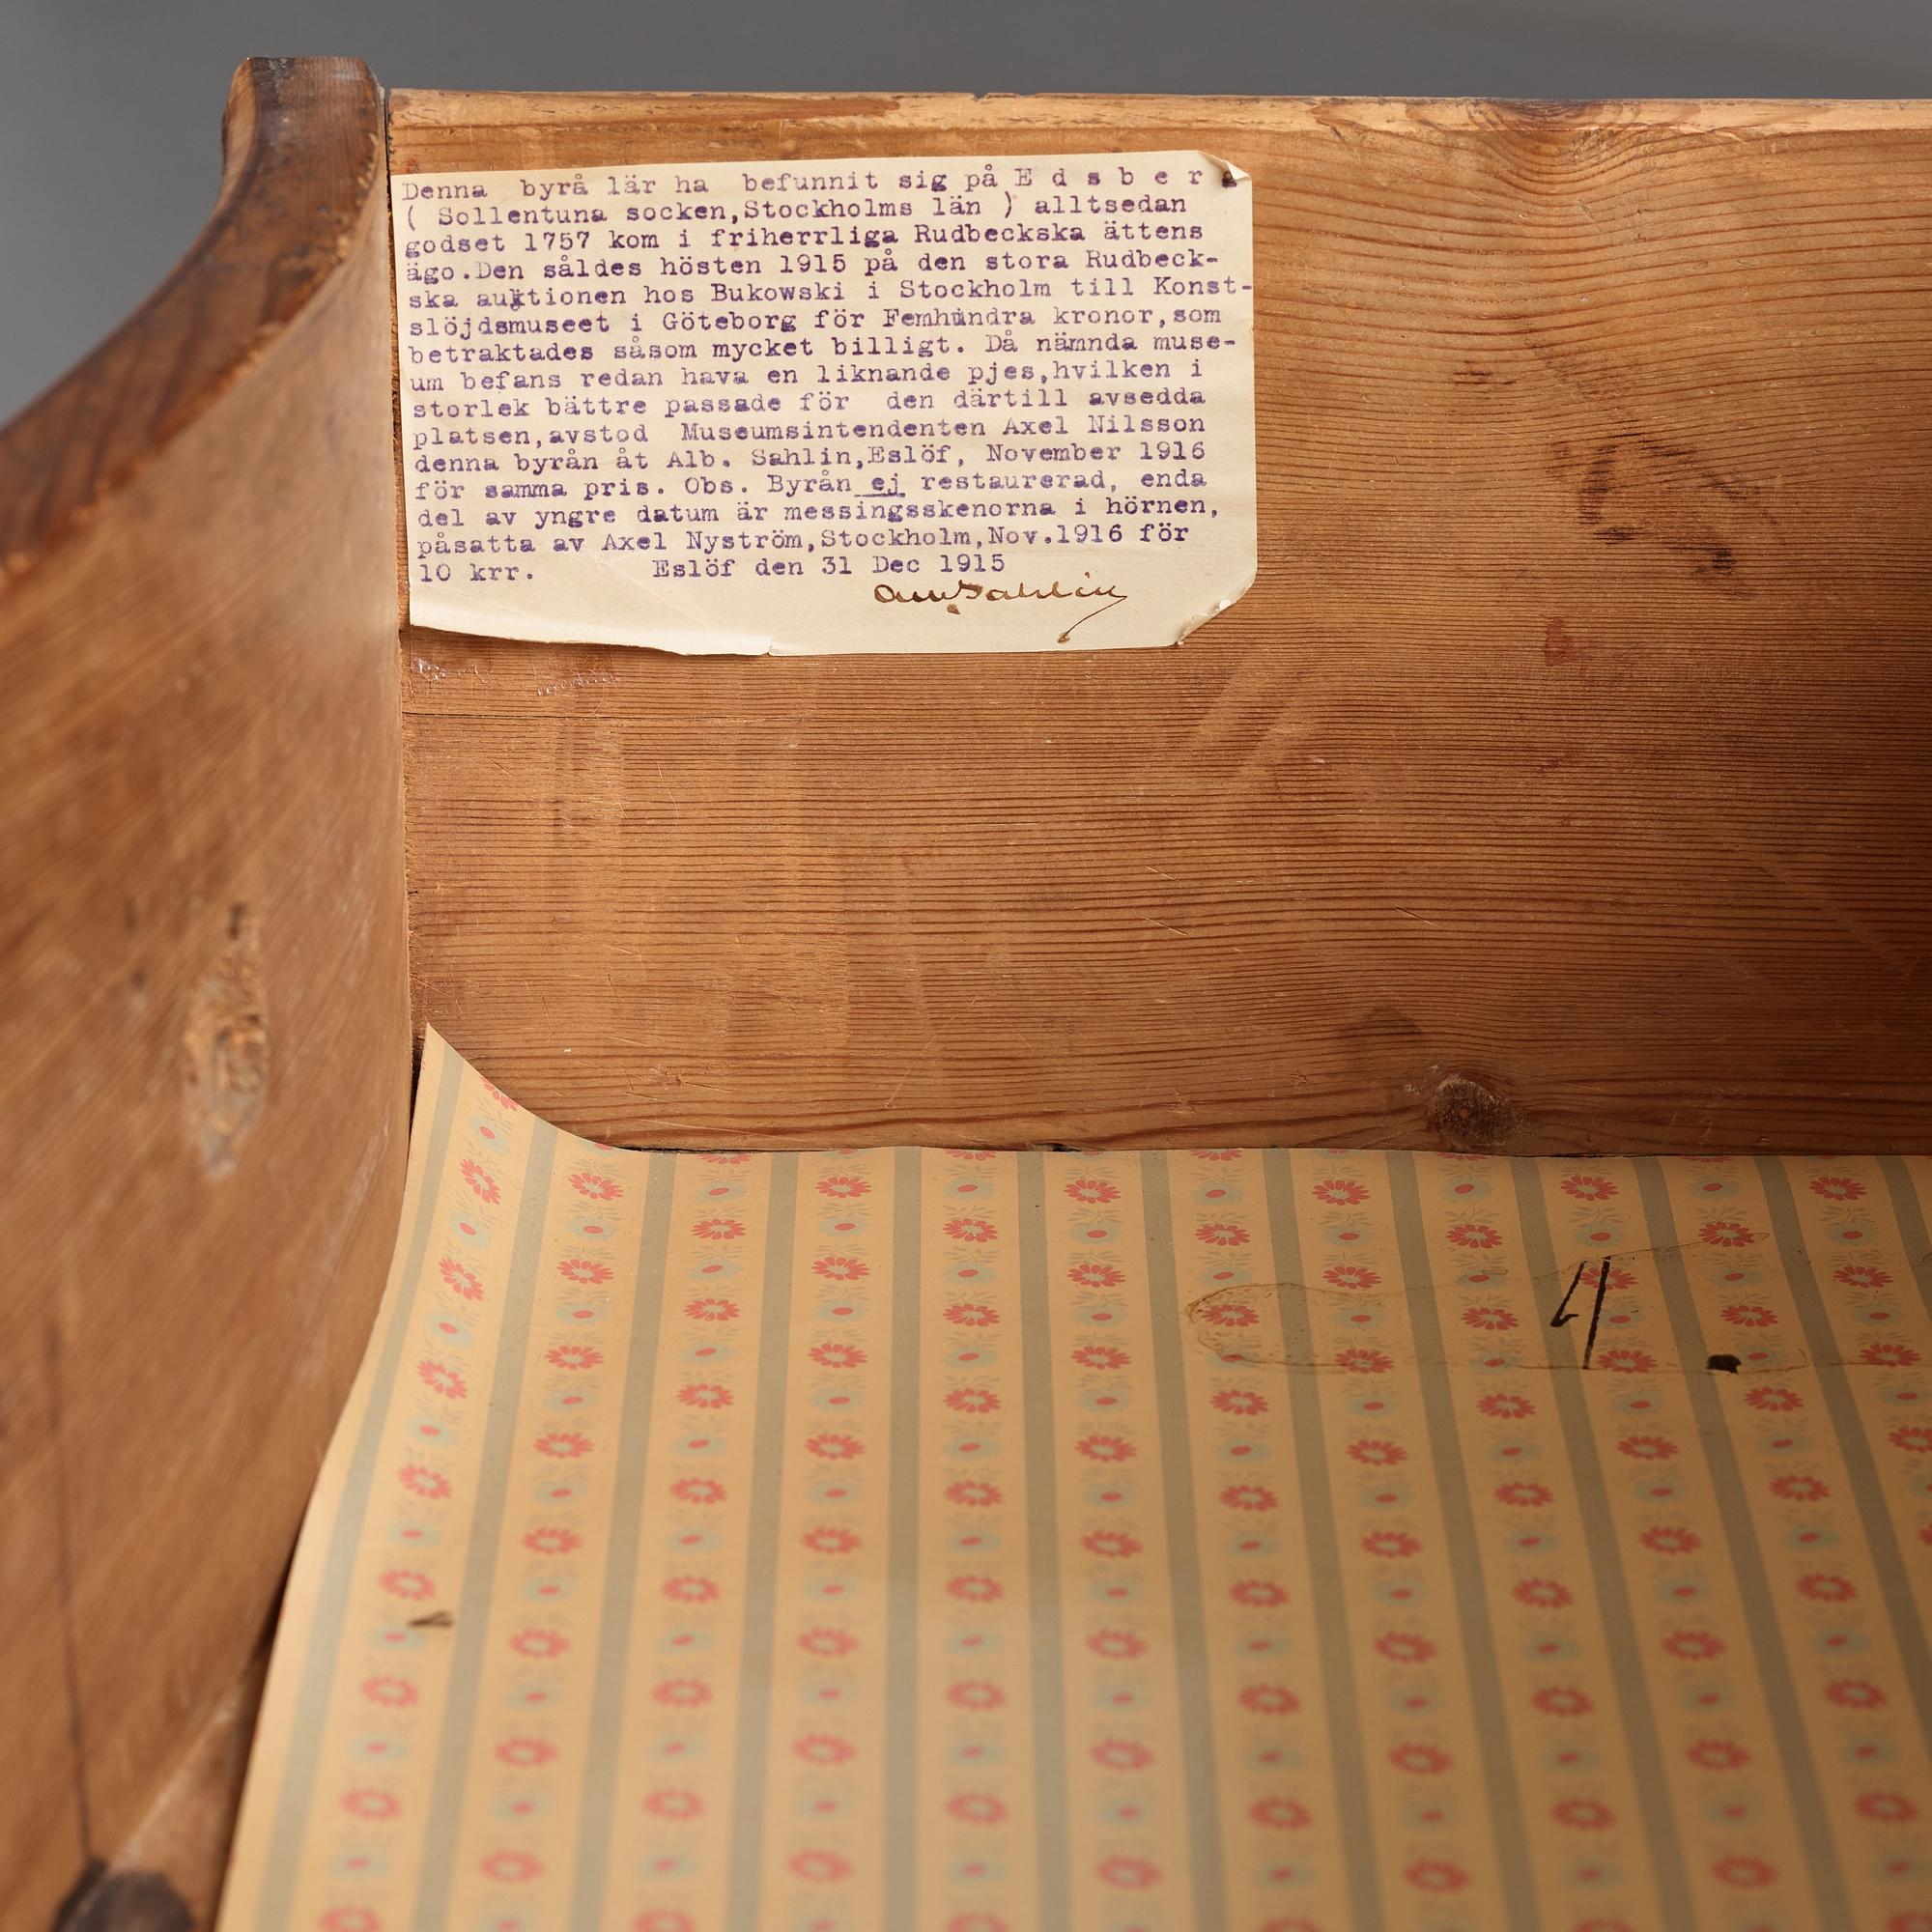 Denna byrå lär ha befunnit sig på E d s b e r g
( Sollentuna socken,Stockholms län ) alltsedan
godset 1757 kom i friherrliga Rudbeckska ättens
ägo.Den såldes hösten 1915 på den stora Rudbeck-
ska auktionen hos Bukowski i Stockholm till Konst-
slöjdsmuseet i Göteborg för Femhundra kronor,som
betraktades såsom mycket billigt. Då nämnda muse-
um befans redan hava en liknande pjes,hvilken i
storlek bättre passade för den därtill avsedda
platsen,avstod Museumsintendenten Axel Nilsson
denna byrån åt Alb. Sahlin,Eslöf, November 1916
för samma pris. Obs. Byrån ej restaurerad, enda
del av yngre datum är messingsskenorna i hörnen,
påsatta av Axel Nyström,Stockholm,Nov.1916 för
10 krr. Eslöf den 31 Dec 1915
Sahlin
4